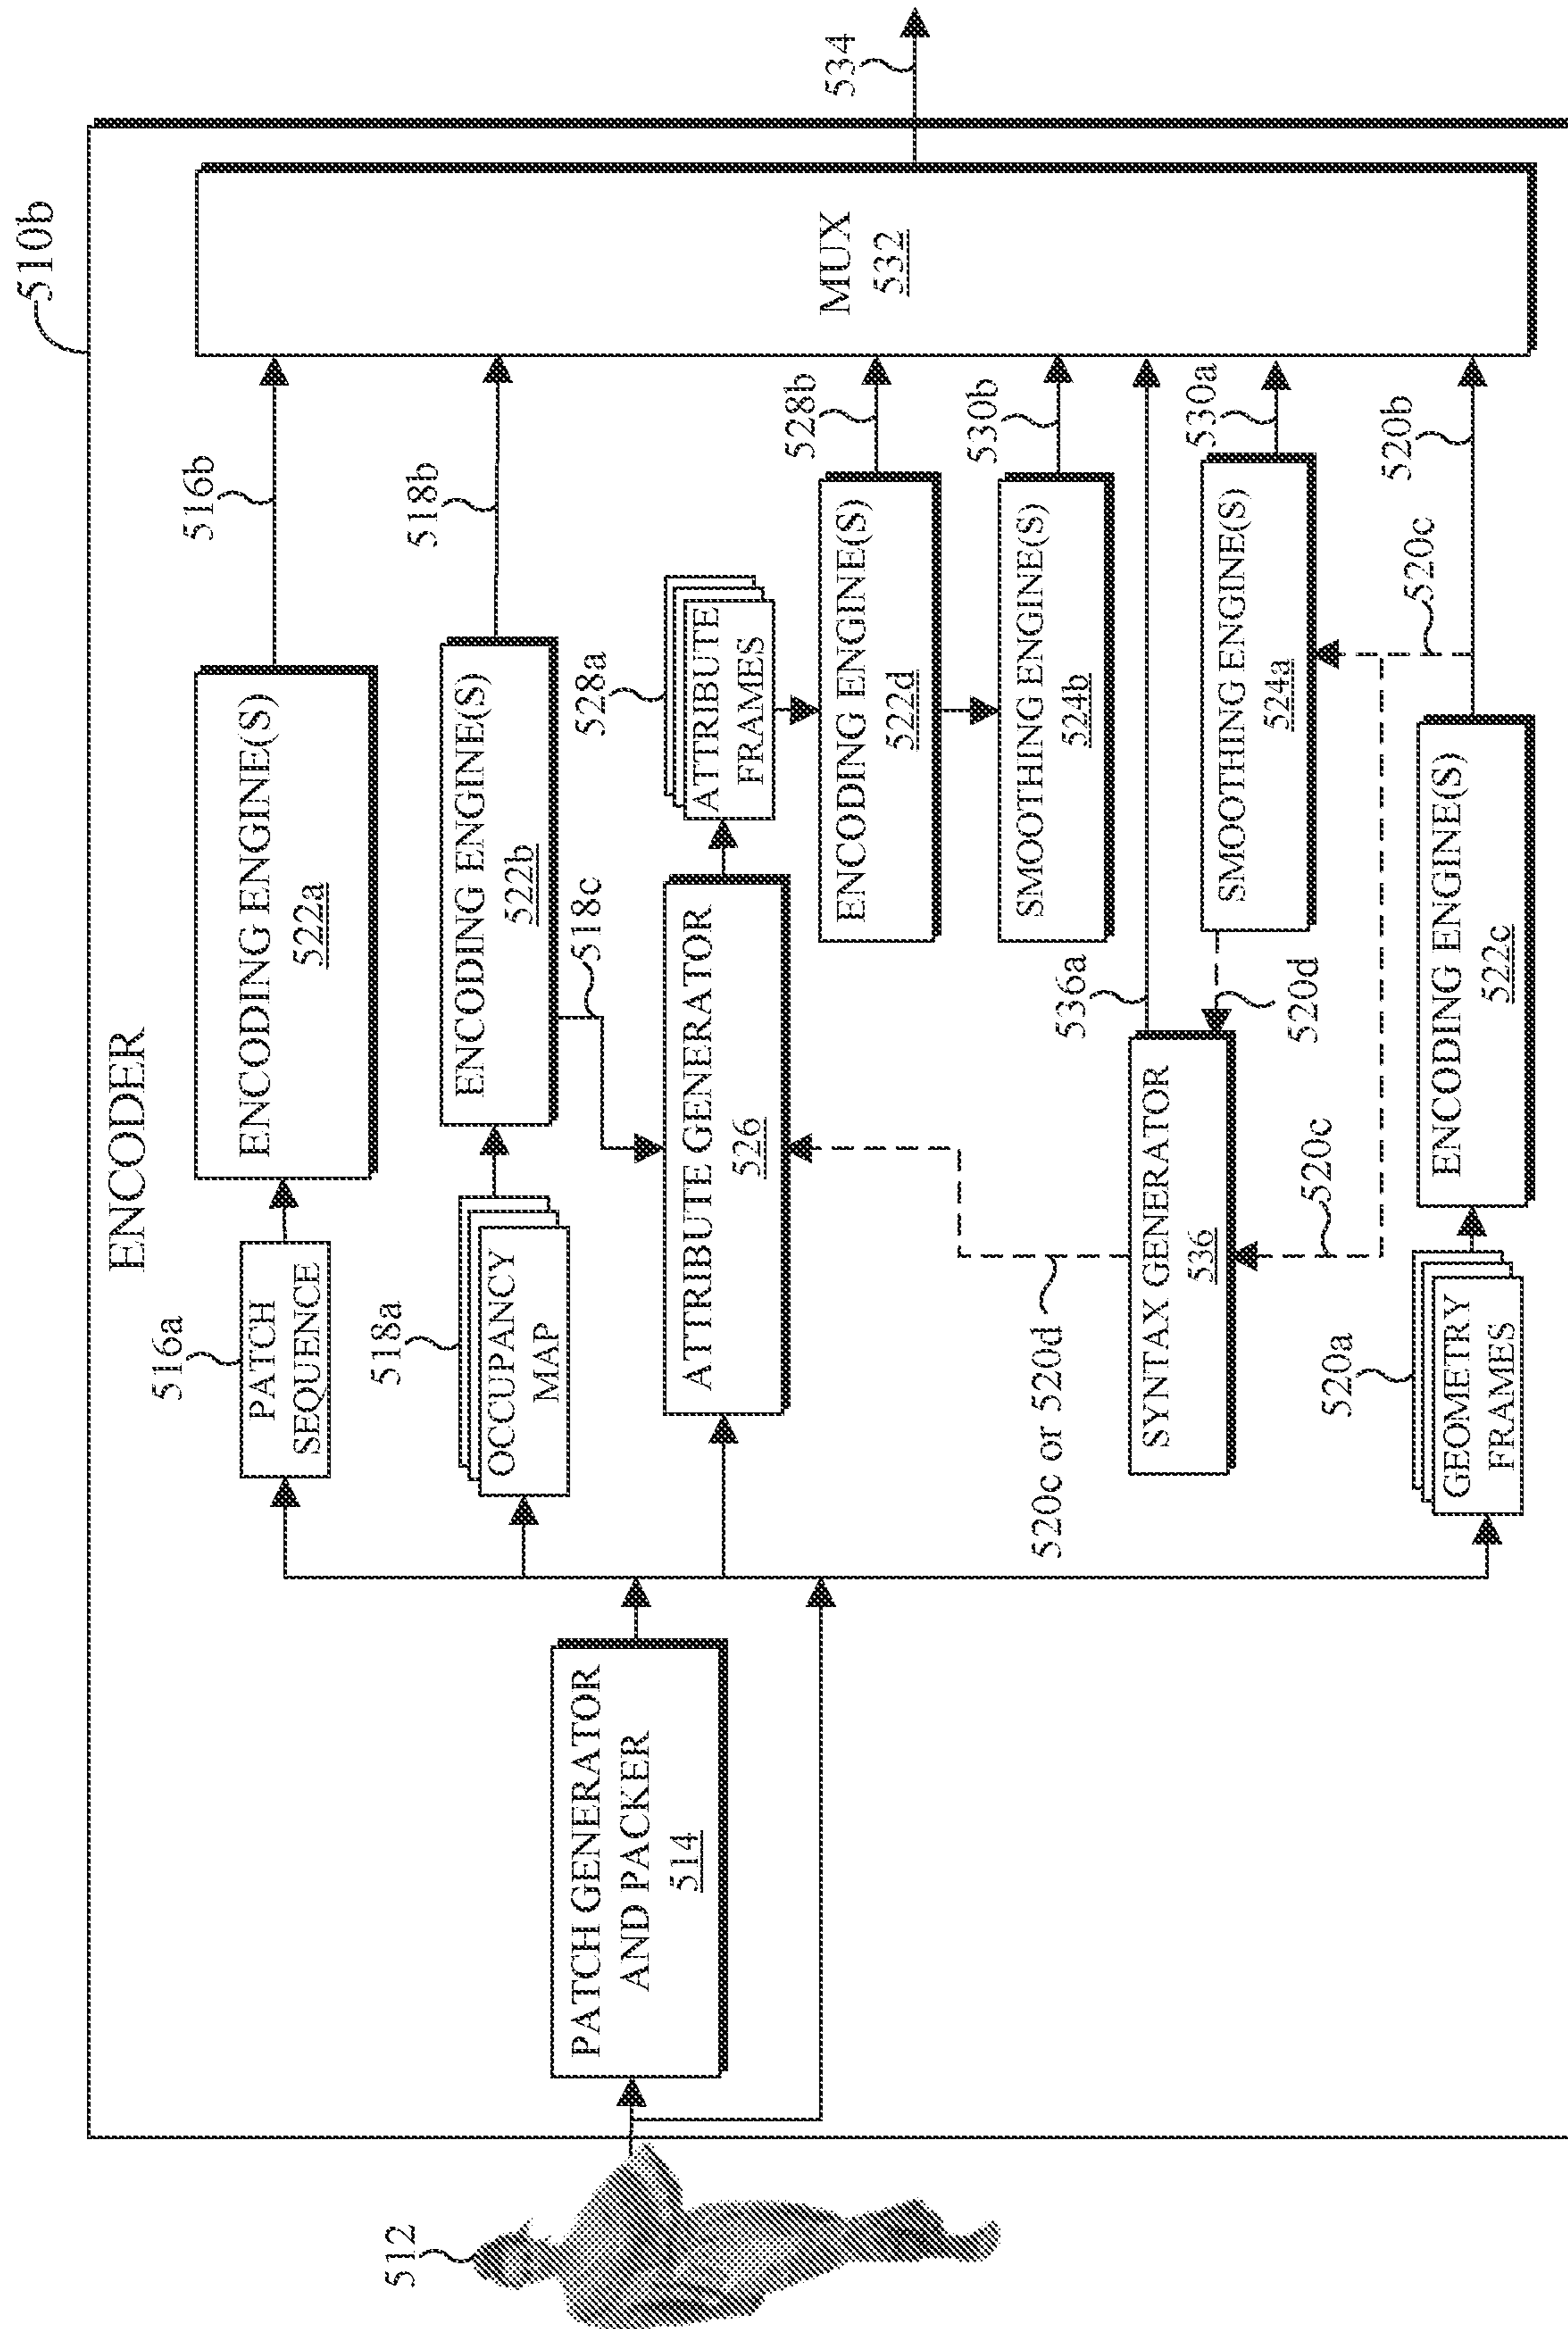 510b
ENCODER
512
PATCH GENERATOR
AND PACKER
514
516a
PATCH
SEQUENCE
ENCODING ENGINE(S)
522a
516b
518a
OCCUPANCY
MAP
ENCODING ENGINE(S)
522b
518b
518c
ATTRIBUTE GENERATOR
526
528a
ATTRIBUTE
FRAMES
ENCODING ENGINE(S)
522d
528b
SMOOTHING ENGINE(S)
524b
530b
520c or 520d
SYNTAX GENERATOR
536
536a
520d
SMOOTHING ENGINE(S)
524a
530a
520c
520c
520a
GEOMETRY
FRAMES
ENCODING ENGINE(S)
522c
520b
MUX
532
534